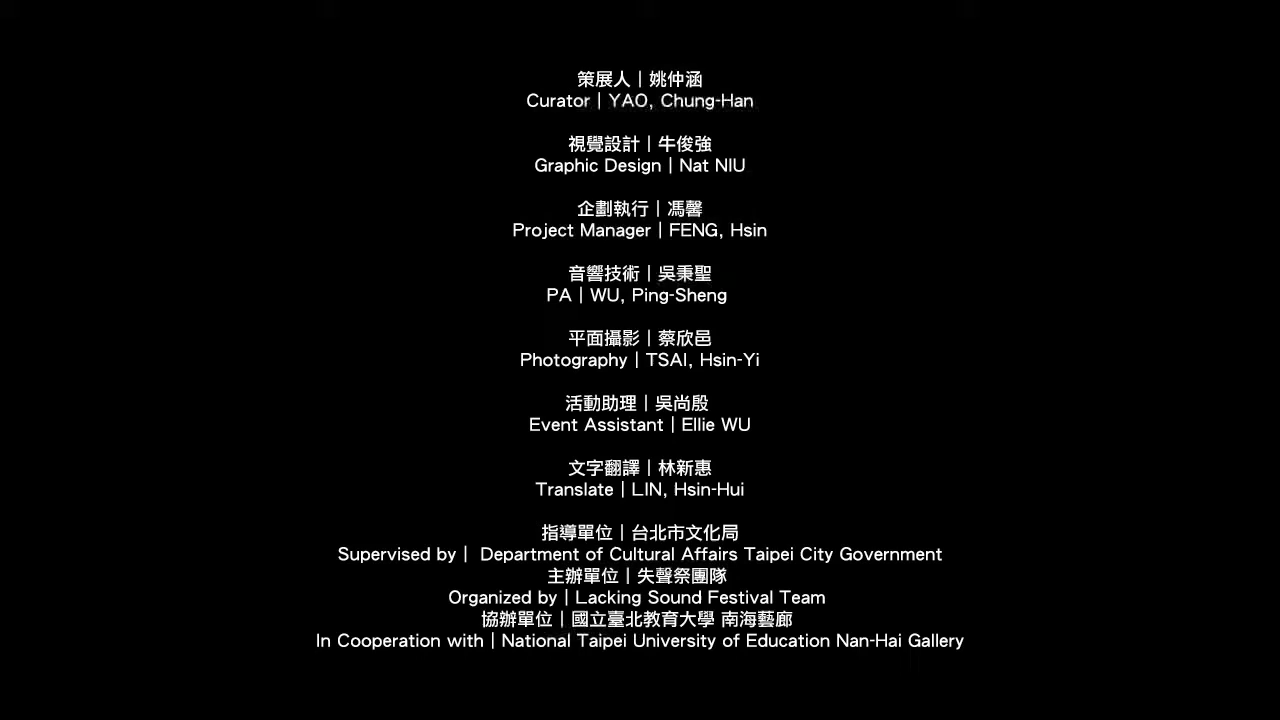 策展人｜姚仲涵
Curator｜YAO, Chung-Han
視覺設計｜牛俊強
Graphic Design｜Nat NIU
企劃執行｜馮馨
Project Manager｜FENG, Hsin
音響技術｜吳秉聖
PA｜WU, Ping-Sheng
平面攝影｜蔡欣邑
Photography｜TSAI, Hsin-Yi
活動助理｜吳尚殷
Event Assistant｜Ellie WU
文字翻譯｜林新惠
Translate｜LIN, Hsin-Hui
指導單位｜台北市文化局
Supervised by｜ Department of Cultural Affairs Taipei City Government
主辦單位｜失聲祭團隊
Organized by｜Lacking Sound Festival Team
協辦單位｜國立臺北教育大學 南海藝廊
In Cooperation with｜National Taipei University of Education Nan-Hai Gallery